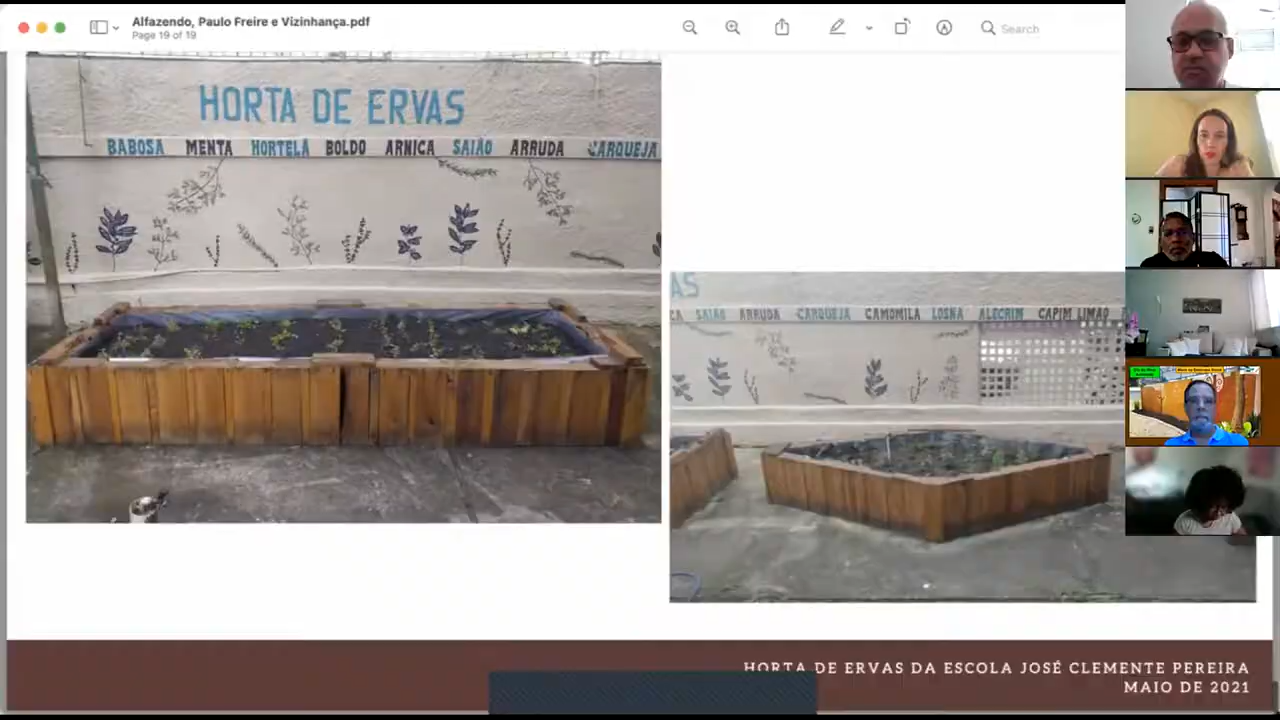 Alfazendo, Paulo Freire e Vizinhança.pdf
Page 19 of 19
Search
HORTA DE ERVAS
BABOSA MENTA HORTELÃ BOLDO ARNICA SAIÃO ARRUDA CARQUEJA
AS
CA SAIÃO ARRUDA CARQUEJA CAMOMILA LOSNA ALECRIM CAPIM LIMÃO
HORTA DE ERVAS DA ESCOLA JOSÉ CLEMENTE PEREIRA
MAIO DE 2021